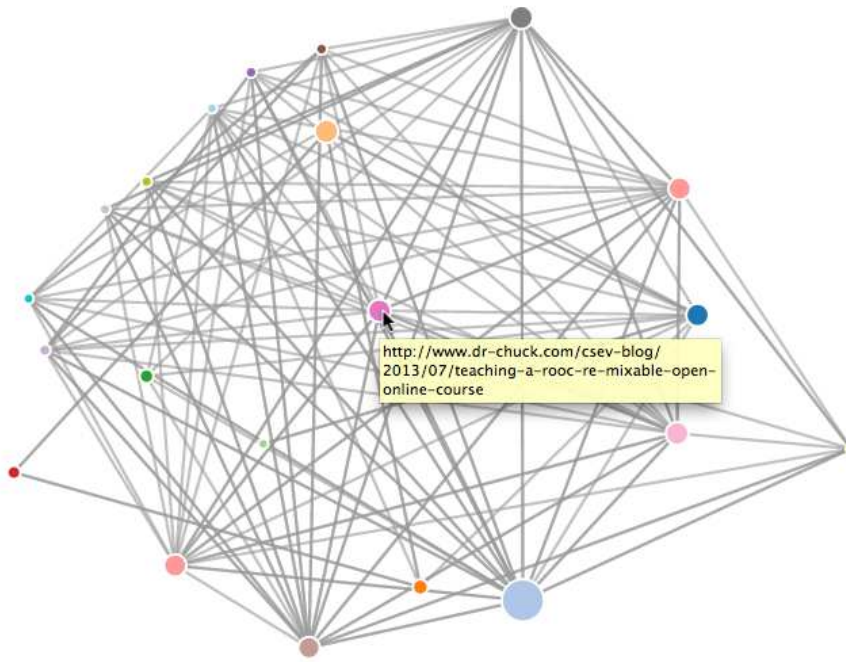 http://www.dr-chuck.com/csev-blog/
2013/07/teaching-a-rooc-re-mixable-open-
online-course